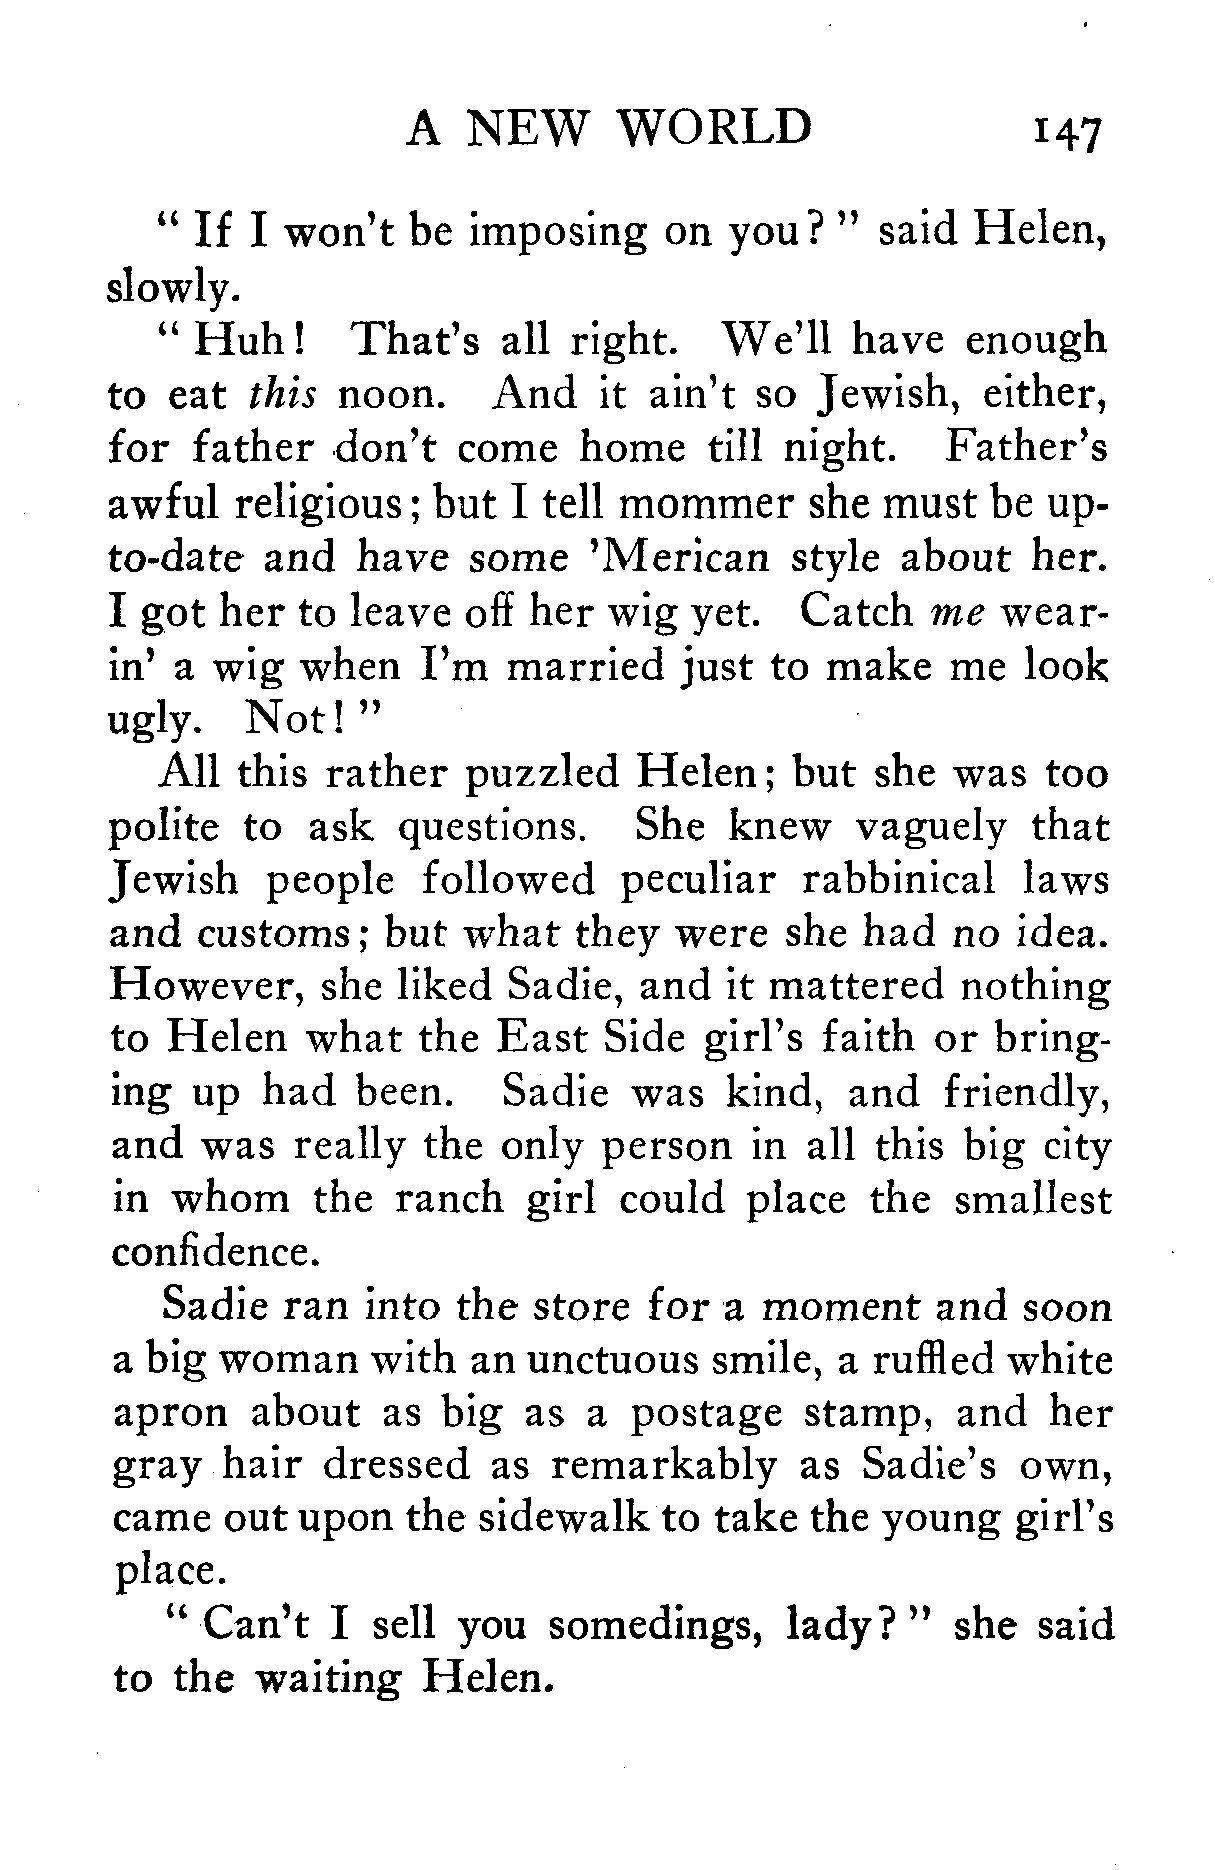 A NEW WORLD 147
" If I won't be imposing on you? " said Helen,
slowly.
" Huh! That's all right. We'll have enough
to eat this noon. And it ain't so Jewish, either,
for father don't come home till night. Father's
awful religious; but I tell mommer she must be up-
to-date and have some 'Merican style about her.
I got her to leave off her wig yet. Catch me wear-
in' a wig when I'm married just to make me look
ugly. Not! "
All this rather puzzled Helen; but she was too
polite to ask questions. She knew vaguely that
Jewish people followed peculiar rabbinical laws
and customs; but what they were she had no idea.
However, she liked Sadie, and it mattered nothing
to Helen what the East Side girl's faith or bring-
ing up had been. Sadie was kind, and friendly,
and was really the only person in all this big city
in whom the ranch girl could place the smallest
confidence.
Sadie ran into the store for a moment and soon
a big woman with an unctuous smile, a ruffled white
apron about as big as a postage stamp, and her
gray hair dressed as remarkably as Sadie's own,
came out upon the sidewalk to take the young girl's
place.
" Can't I sell you somedings, lady? " she said
to the waiting Helen.